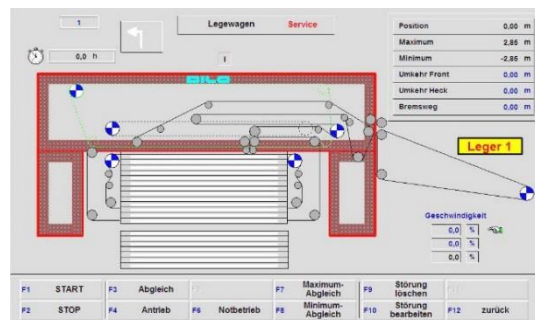 1
Legewagen Service
0,0 h
I
Position 0,00 m
Maximum 2,85 m
Minimum -2,85 m
Umkehr Front 0,00 m
Umkehr Heck 0,00 m
Bremsweg 0,00 m
DILO
Leger 1
Geschwindigkeit
0,0 %
0,0 %
0,0 %
F1 START
F3 Abgleich
F7 Maximum-Abgleich
F9 Störung löschen
F2 STOP
F4 Antrieb
F6 Notbetrieb
F8 Minimum-Abgleich
F10 Störung bearbeiten
F12 zurück